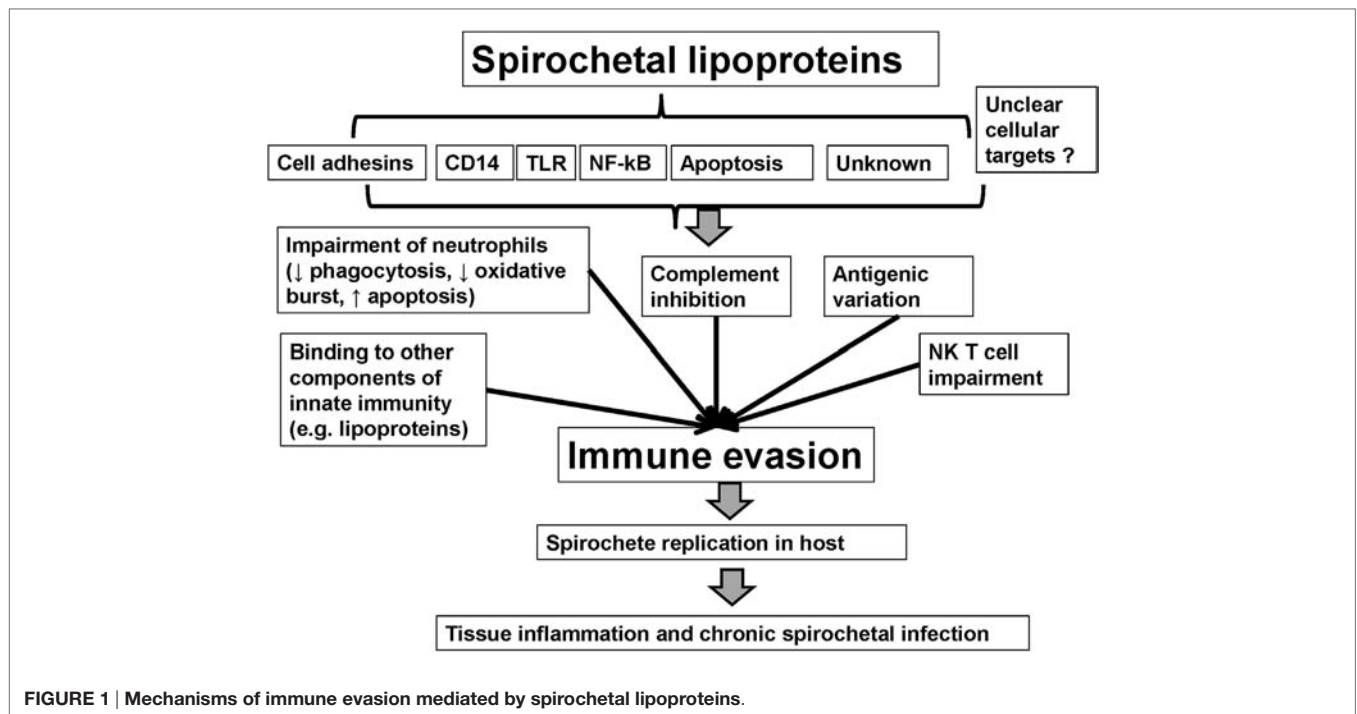 Spirochetal lipoproteins
Unclear
cellular
targets ?
Cell adhesins
CD14
TLR
NF-kB
Apoptosis
Unknown
Impairment of neutrophils
(↓ phagocytosis, ↓ oxidative
burst, ↑ apoptosis)
Complement
inhibition
Antigenic
variation
Binding to other
components of
innate immunity
(e.g. lipoproteins)
NK T cell
impairment
Immune evasion
Spirochete replication in host
Tissue inflammation and chronic spirochetal infection
FIGURE 1 | Mechanisms of immune evasion mediated by spirochetal lipoproteins.